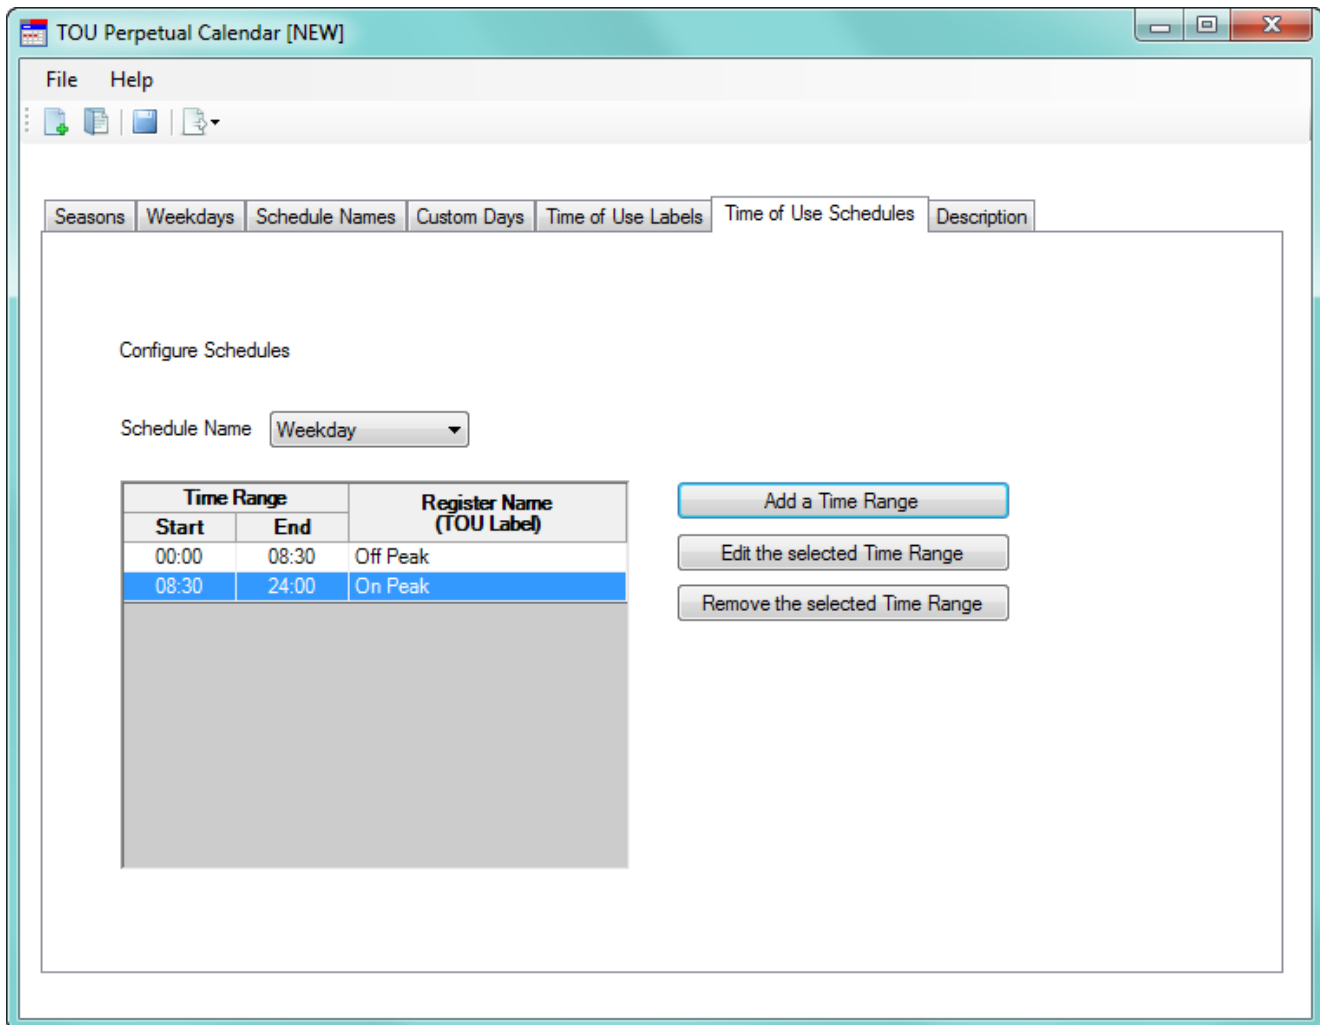 TOU Perpetual Calendar [NEW]
File Help
Seasons Weekdays Schedule Names Custom Days Time of Use Labels Time of Use Schedules Description
Configure Schedules
Schedule Name Weekday
Time Range Register Name (TOU Label)
Start End
00:00 08:30 Off Peak
08:30 24:00 On Peak
Add a Time Range
Edit the selected Time Range
Remove the selected Time Range